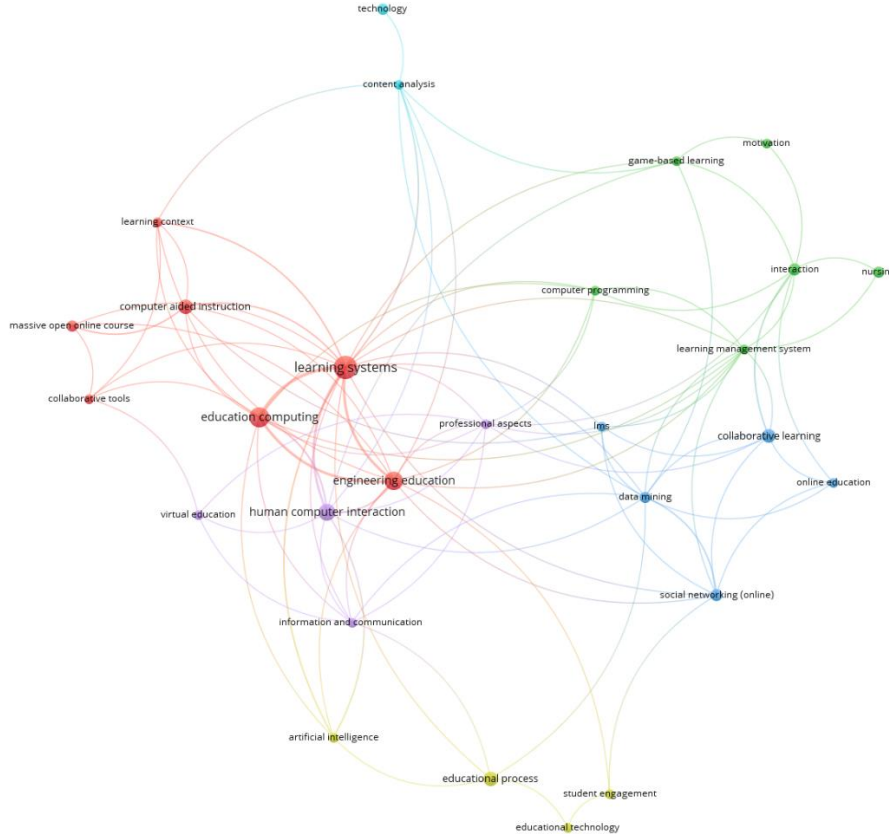 technology
content analysis
motivation
game-based learning
learning context
interaction
nursin
computer programming
computer aided instruction
massive open online course
learning management system
learning systems
collaborative tools
education computing
professional aspects
lms
collaborative learning
engineering education
online education
data mining
human computer interaction
virtual education
social networking (online)
information and communication
artificial intelligence
educational process
student engagement
educational technology